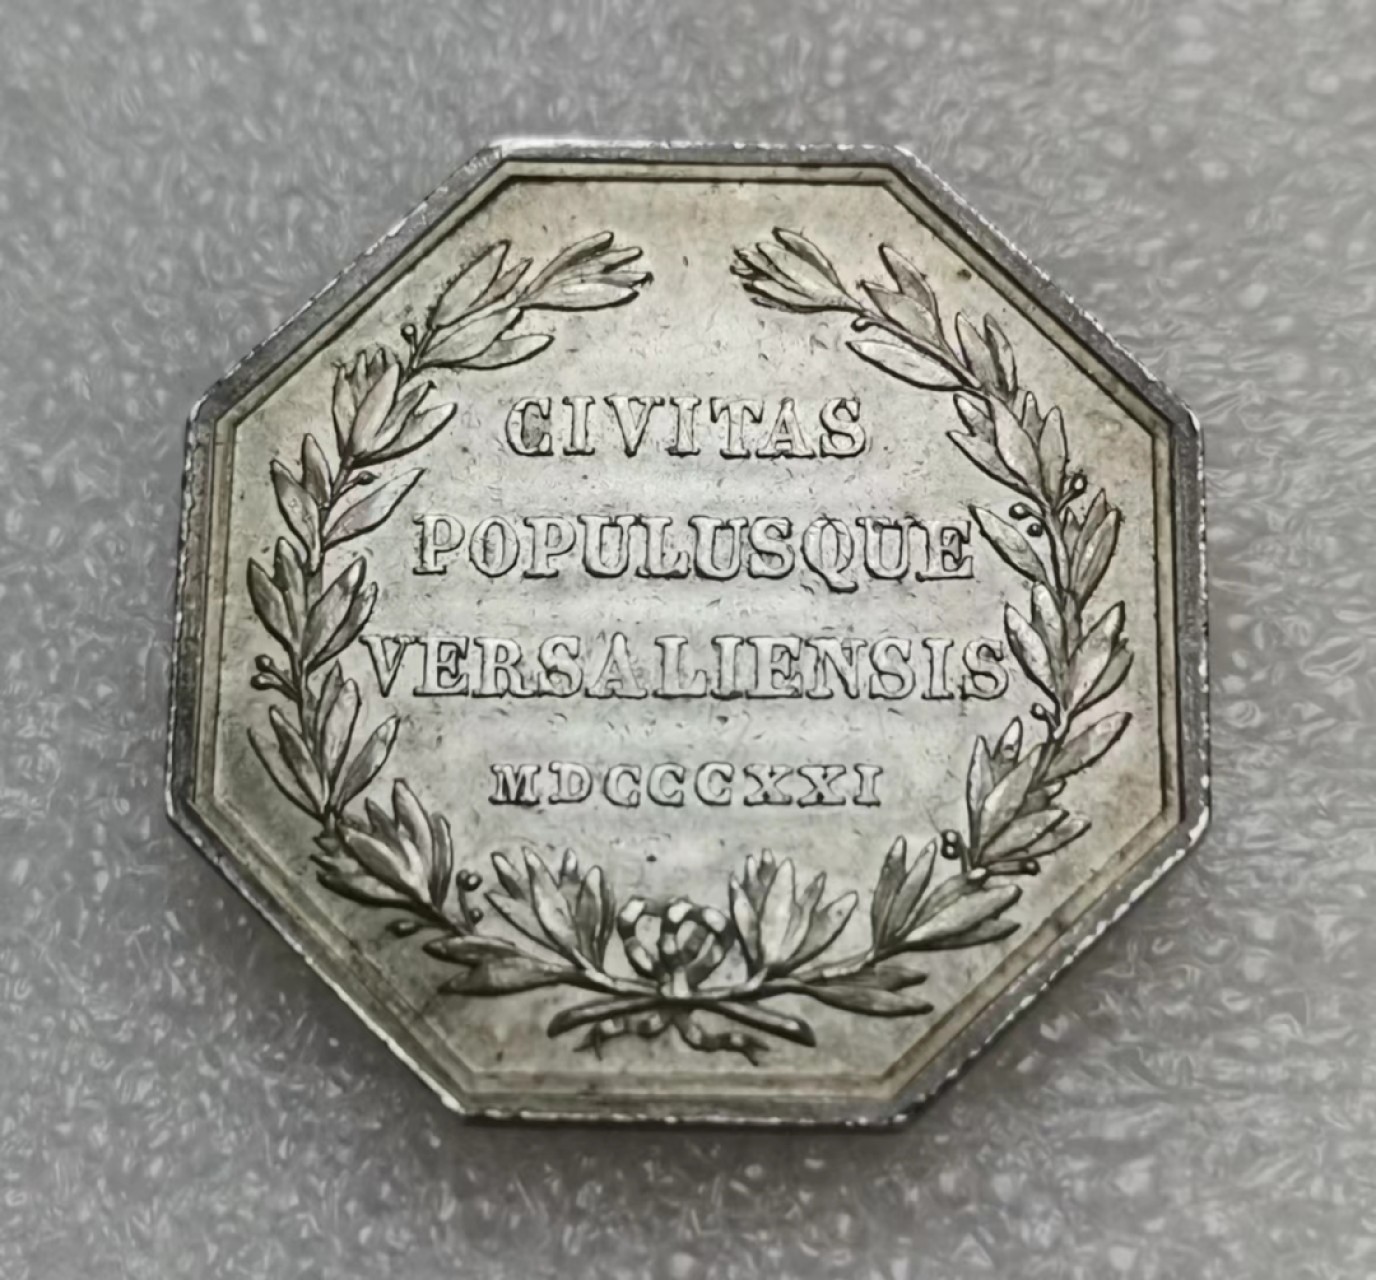 CIVITAS
POPULUSQUE
VERSALIENSIS
MDCCCXXI